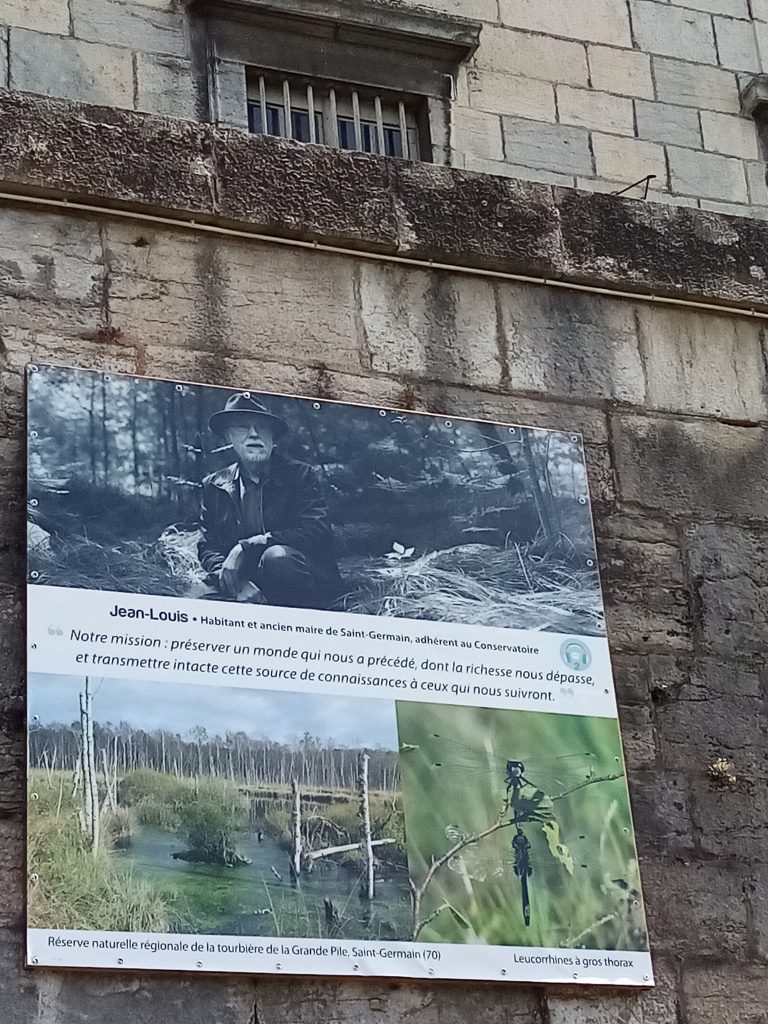 Jean-Louis • Habitant et ancien maire de Saint-Germain, adhérent au Conservatoire
“ Notre mission : préserver un monde qui nous a précédé, dont la richesse nous dépasse,
et transmettre intacte cette source de connaissances à ceux qui nous suivront. ”
2
Réserve naturelle régionale de la tourbière de la Grande Pile, Saint-Germain (70)
Leucorrhines à gros thorax